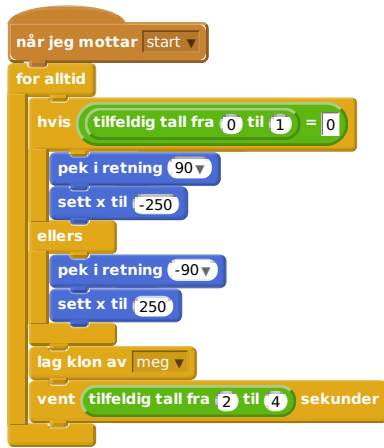 når jeg mottar start
for alltid
hvis tilfeldig tall fra 0 til 1 = 0
pek i retning 90
sett x til -250
ellers
pek i retning -90
sett x til 250
lag klon av meg
vent tilfeldig tall fra 2 til 4 sekunder